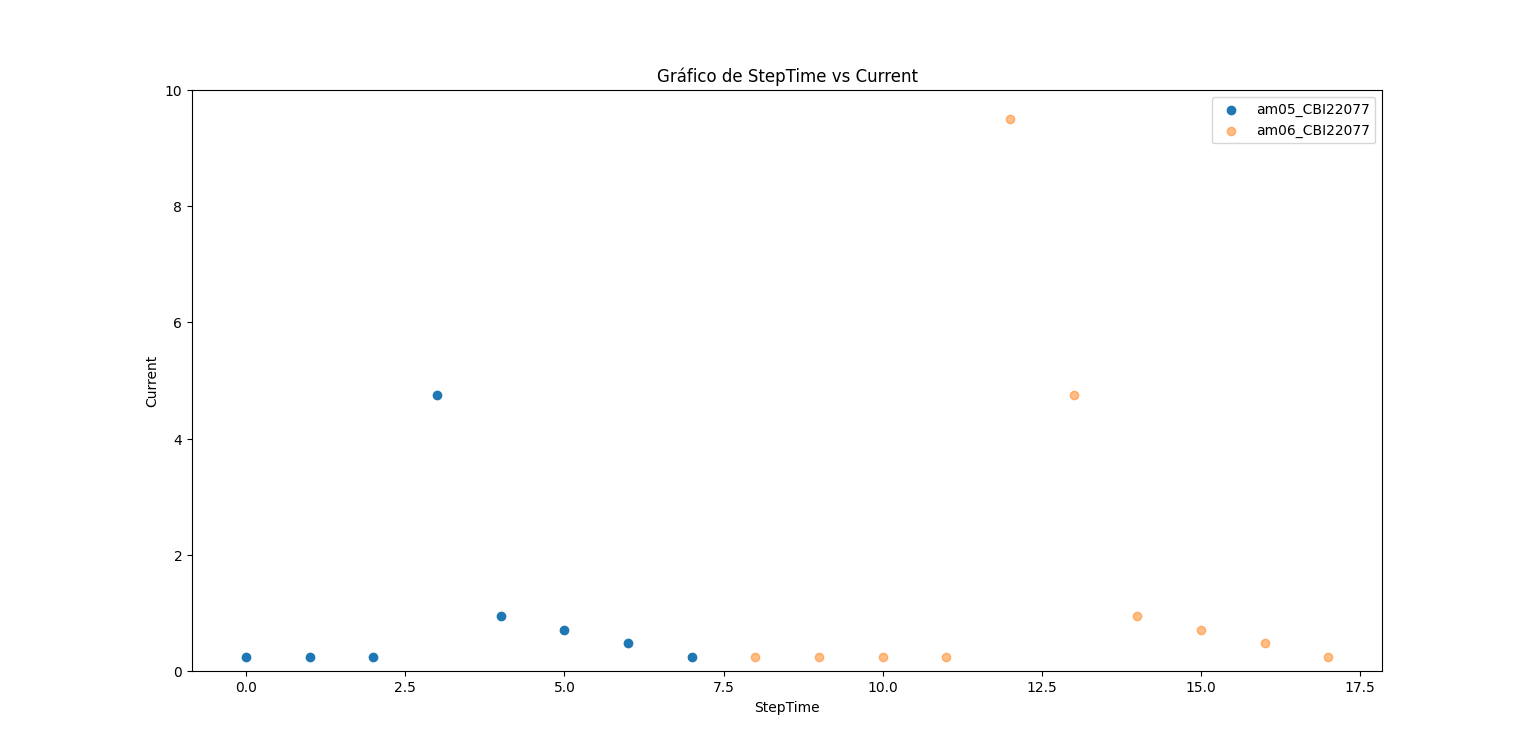 Gráfico de StepTime vs Current
10
8
6
4
2
0
Current
am05_CBI22077
am06_CBI22077
0.0 2.5 5.0 7.5 10.0 12.5 15.0 17.5
StepTime